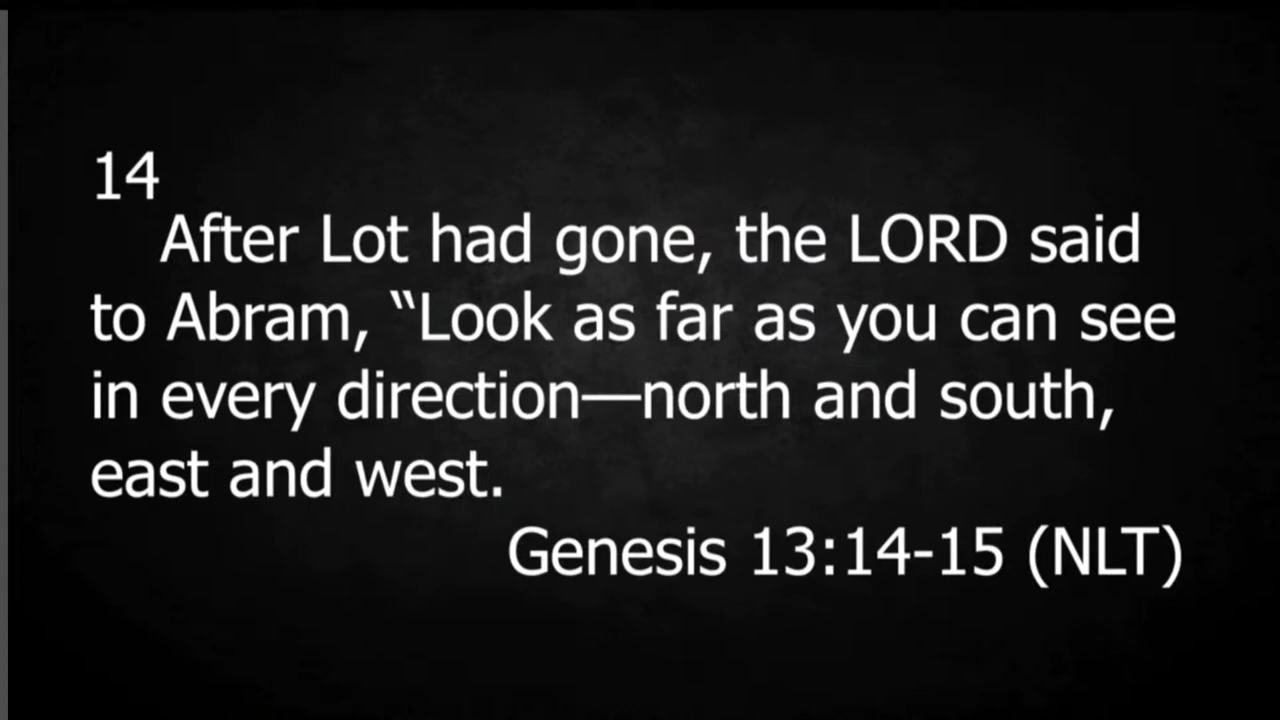 14
After Lot had gone, the LORD said
to Abram, “Look as far as you can see
in every direction—north and south,
east and west.
Genesis 13:14-15 (NLT)